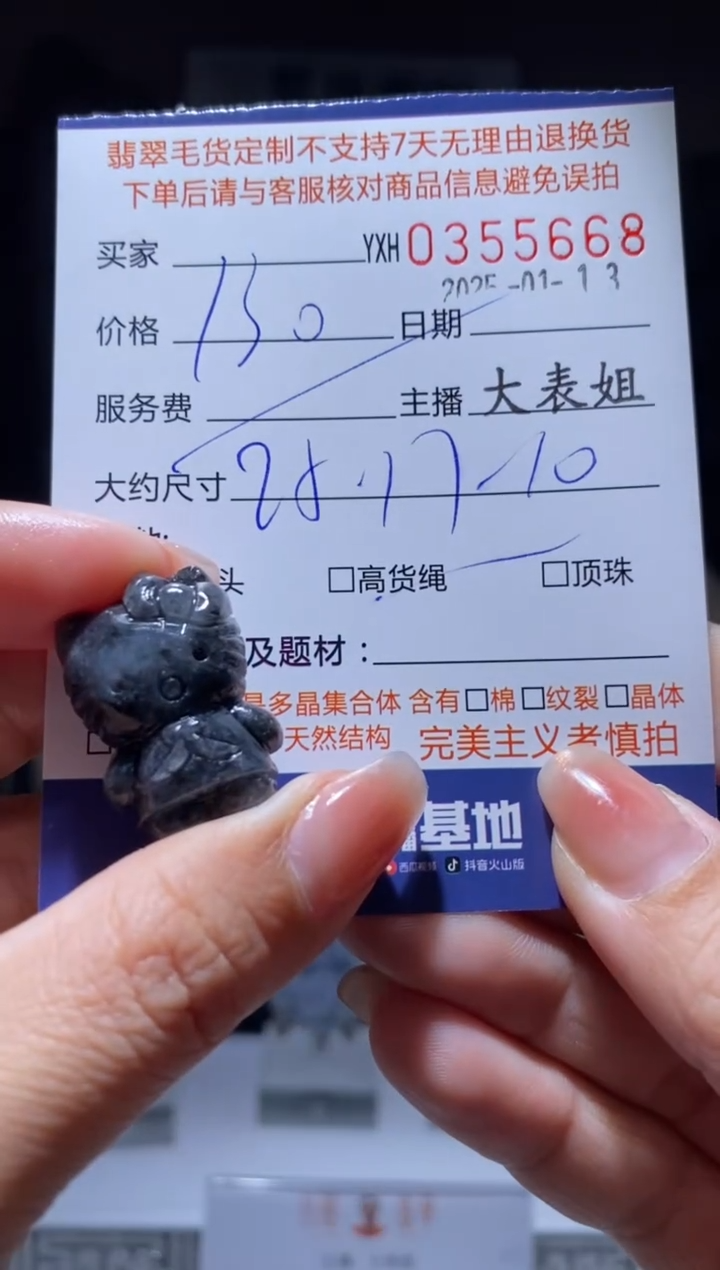 翡翠毛货定制不支持7天无理由退换货
下单后请与客服核对商品信息避免误拍
买家 YXH 0355668
2025-01-13
价格 130 日期
服务费 主播 大表姐
大约尺寸 28·17-10
头 □高货绳 □顶珠
及题材：
是多晶集合体 含有□棉□纹裂□晶体
□ 天然结构 完美主义者慎拍
基地
西瓜视频 抖音火山版